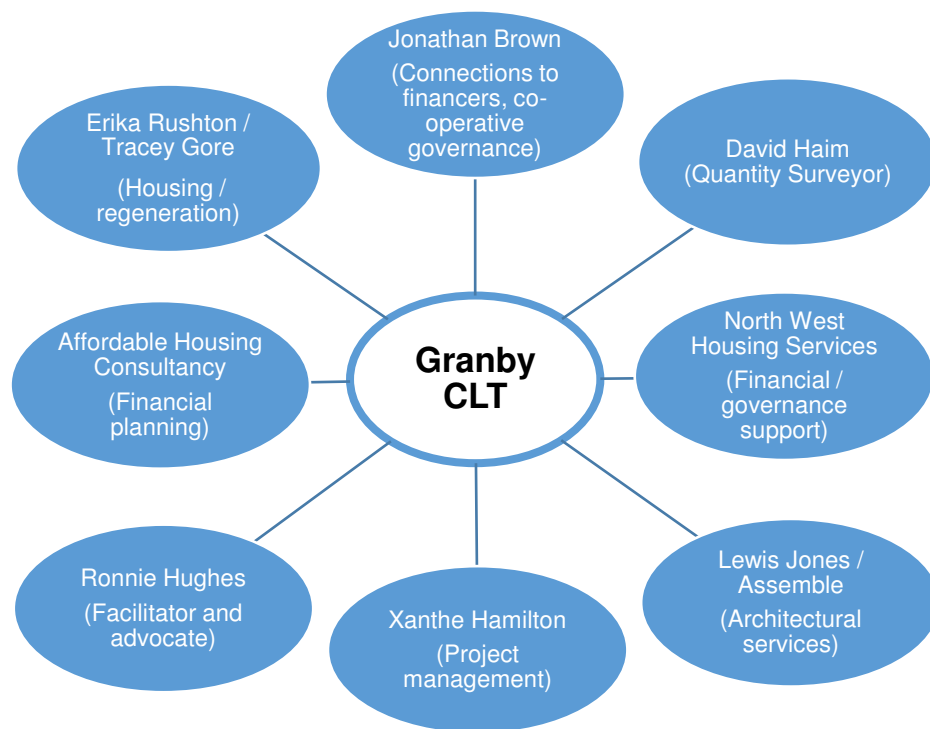 Jonathan Brown
(Connections to
financers, co-
operative
governance)
Erika Rushton /
Tracey Gore
(Housing /
regeneration)
David Haim
(Quantity Surveyor)
Affordable Housing
Consultancy
(Financial
planning)
Granby
CLT
North West
Housing Services
(Financial /
governance
support)
Ronnie Hughes
(Facilitator and
advocate)
Xanthe Hamilton
(Project
management)
Lewis Jones /
Assemble
(Architectural
services)